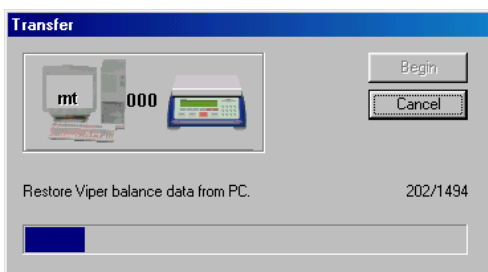 Transfer
mt 000
Begin
Cancel
Restore Viper balance data from PC. 202/1494